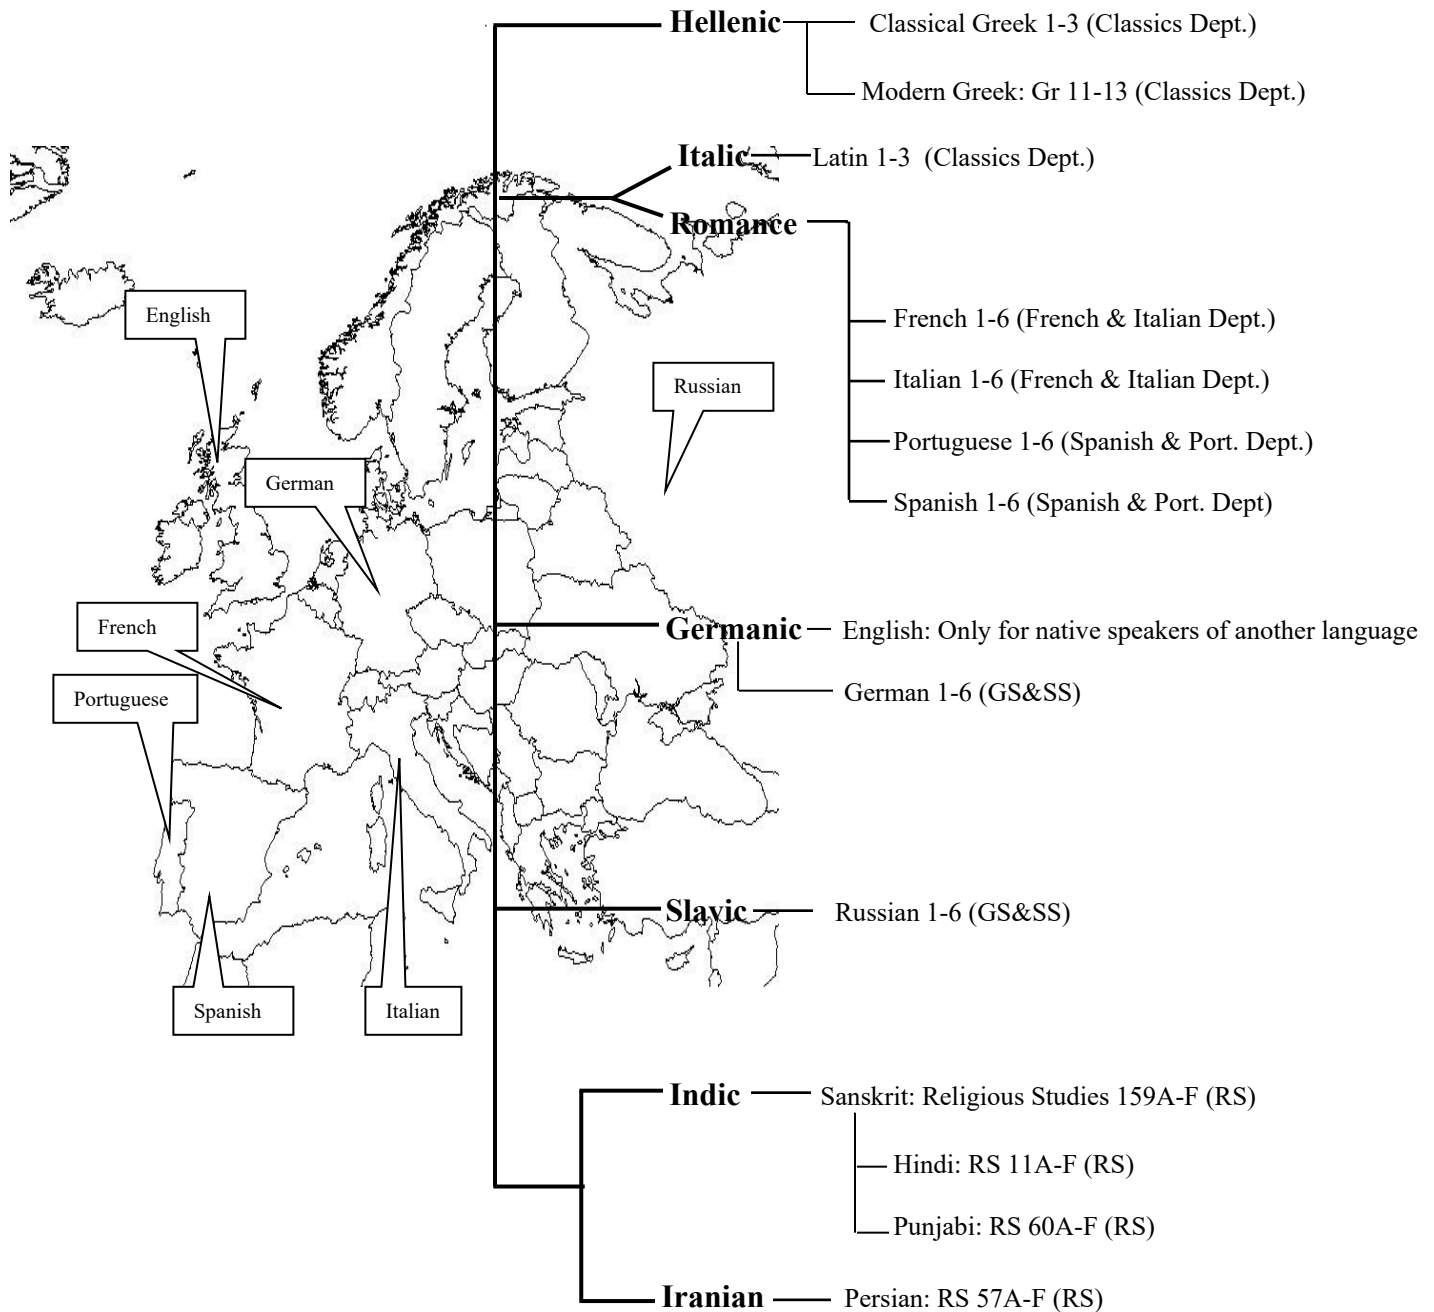 Hellenic
Classical Greek 1-3 (Classics Dept.)
Modern Greek: Gr 11-13 (Classics Dept.)
Italic
Latin 1-3 (Classics Dept.)
Romance
French 1-6 (French & Italian Dept.)
Italian 1-6 (French & Italian Dept.)
Portuguese 1-6 (Spanish & Port. Dept.)
Spanish 1-6 (Spanish & Port. Dept)
English
Russian
German
French
Portuguese
Germanic
English: Only for native speakers of another language
German 1-6 (GS&SS)
Slavic
Russian 1-6 (GS&SS)
Spanish
Italian
Indic
Sanskrit: Religious Studies 159A-F (RS)
Hindi: RS 11A-F (RS)
Punjabi: RS 60A-F (RS)
Iranian
Persian: RS 57A-F (RS)